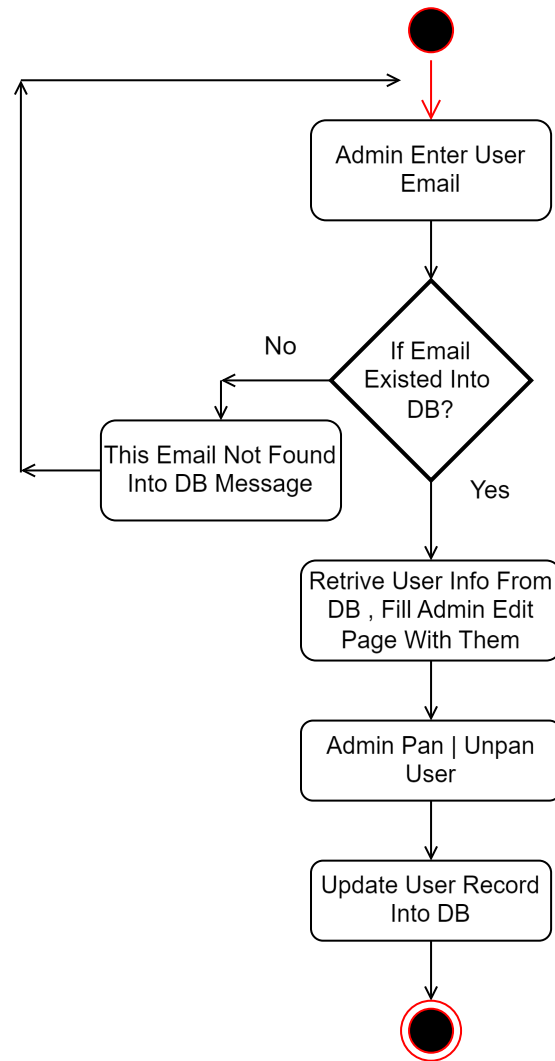 Admin Enter User
Email
If Email
Existed Into
DB?
No
This Email Not Found
Into DB Message
Yes
Retrive User Info From
DB , Fill Admin Edit
Page With Them
Admin Pan | Unpan
User
Update User Record
Into DB